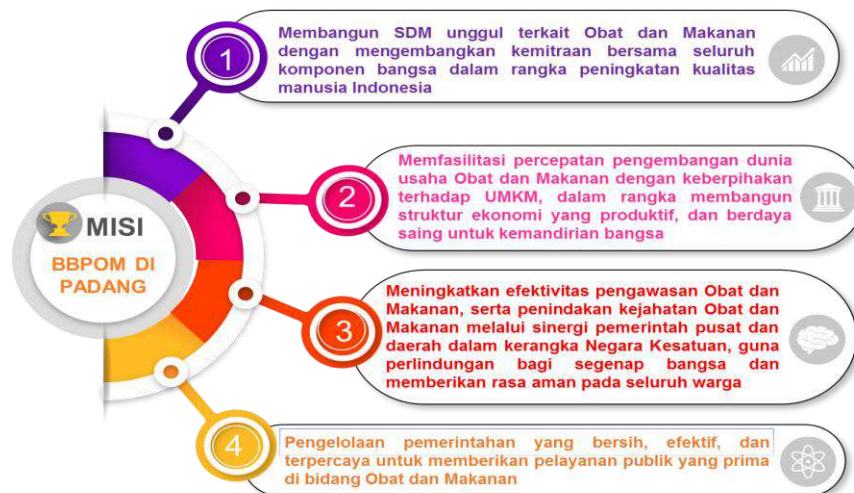 MISI
BBPOM DI
PADANG
1
Membangun SDM unggul terkait Obat dan Makanan
dengan mengembangkan kemitraan bersama seluruh
komponen bangsa dalam rangka peningkatan kualitas
manusia Indonesia
2
Memfasilitasi percepatan pengembangan dunia
usaha Obat dan Makanan dengan keberpihakan
terhadap UMKM, dalam rangka membangun
struktur ekonomi yang produktif, dan berdaya
saing untuk kemandirian bangsa
3
Meningkatkan efektivitas pengawasan Obat dan
Makanan, serta penindakan kejahatan Obat dan
Makanan melalui sinergi pemerintah pusat dan
daerah dalam kerangka Negara Kesatuan, guna
perlindungan bagi segenap bangsa dan
memberikan rasa aman pada seluruh warga
4
Pengelolaan pemerintahan yang bersih, efektif, dan
terpercaya untuk memberikan pelayanan publik yang prima
di bidang Obat dan Makanan